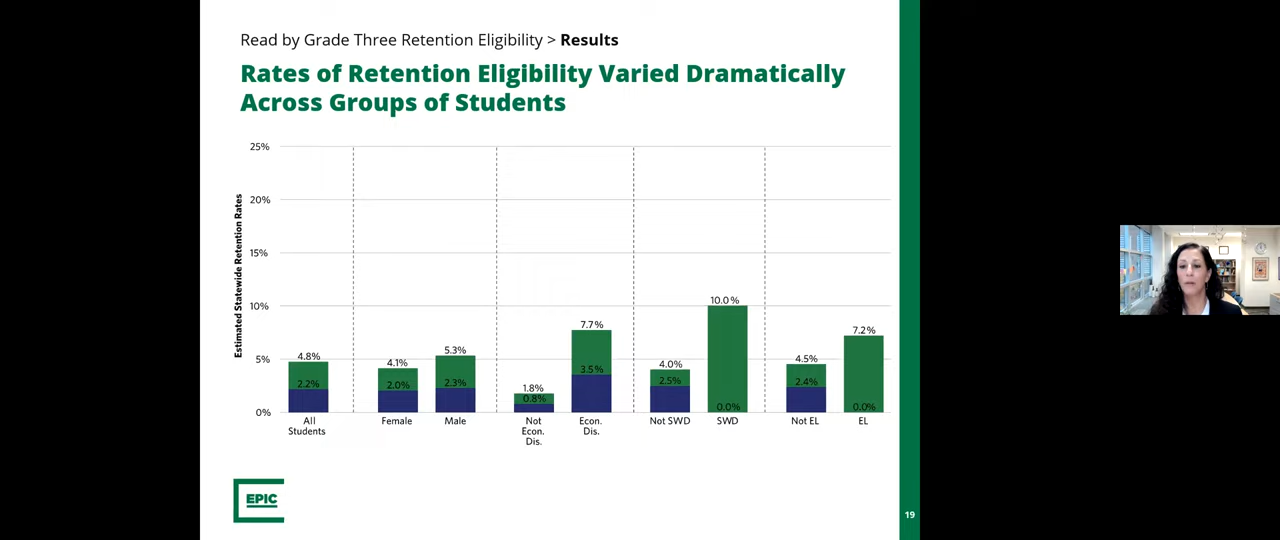 Read by Grade Three Retention Eligibility > Results
Rates of Retention Eligibility Varied Dramatically
Across Groups of Students
Estimated Statewide Retention Rates
25%
20%
15%
10%
5%
0%
4.8%
2.2%
4.1%
2.0%
5.3%
2.3%
1.8%
0.8%
7.7%
3.5%
4.0%
2.5%
10.0%
0.0%
4.5%
2.4%
7.2%
0.0%
All
Students
Female
Male
Not
Econ.
Dis.
Econ.
Dis.
Not SWD
SWD
Not EL
EL
EPIC
19